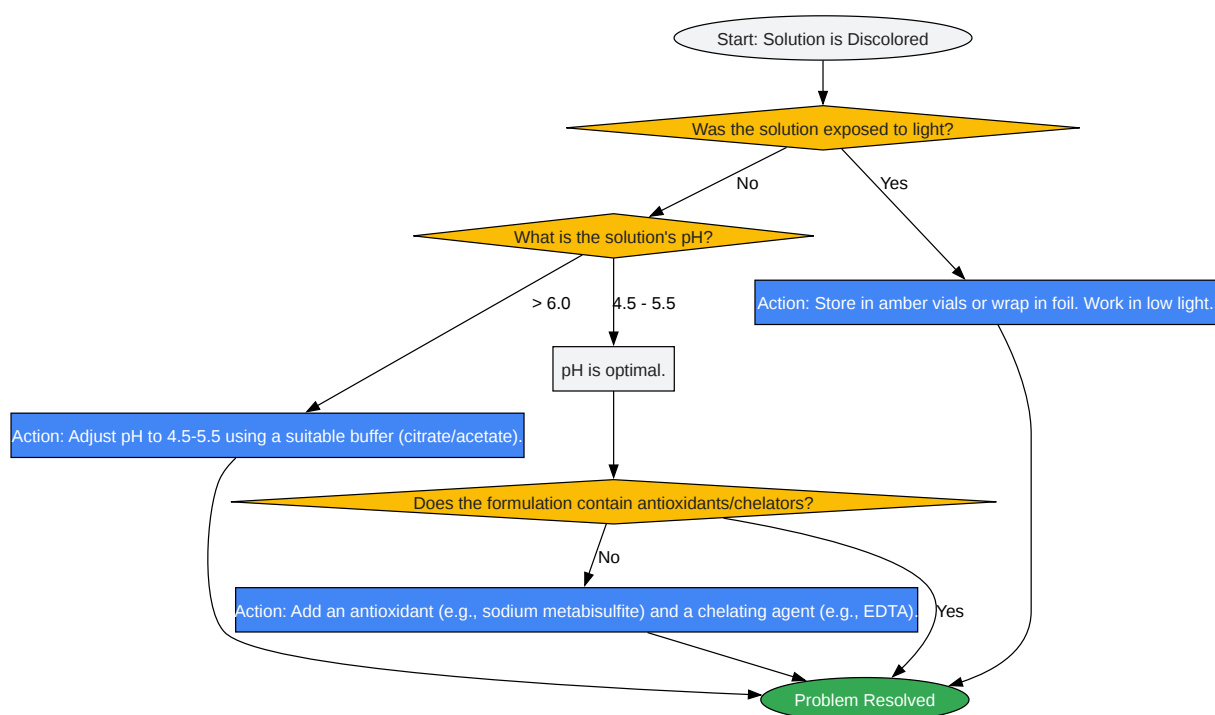 Start: Solution is Discolored
Was the solution exposed to light?
No
Yes
What is the solution's pH?
> 6.0
4.5 - 5.5
Action: Store in amber vials or wrap in foil. Work in low light.
pH is optimal.
Action: Adjust pH to 4.5-5.5 using a suitable buffer (citrate/acetate).
Does the formulation contain antioxidants/chelators?
No
Action: Add an antioxidant (e.g., sodium metabisulfite) and a chelating agent (e.g., EDTA).
Yes
Problem Resolved